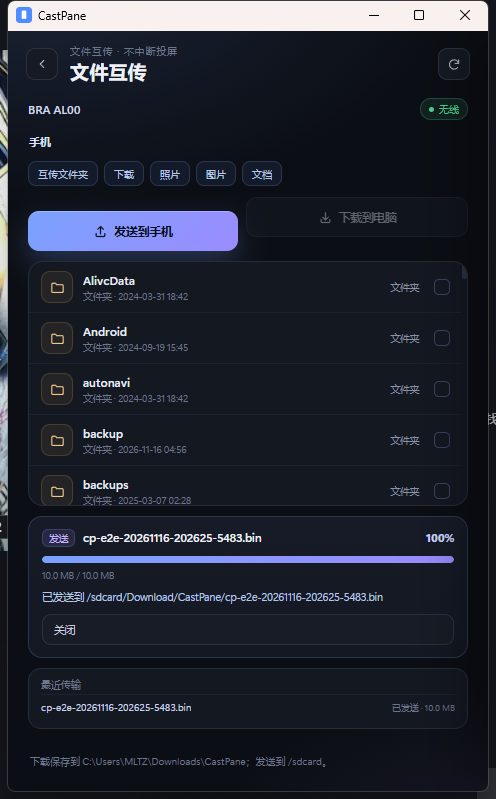 CastPane
文件互传 · 不中断投屏
文件互传
BRA AL00
无线
手机
互传文件夹 下载 照片 图片 文档
发送到手机 下载到电脑
AlivcData
文件夹 · 2024-03-31 18:42
文件夹
Android
文件夹 · 2024-09-19 15:45
文件夹
autonavi
文件夹 · 2024-03-31 18:42
文件夹
backup
文件夹 · 2026-11-16 04:56
文件夹
backups
文件夹 · 2025-03-07 02:28
文件夹
发送 cp-e2e-20261116-202625-5483.bin 100%
10.0 MB / 10.0 MB
已发送到 /sdcard/Download/CastPane/cp-e2e-20261116-202625-5483.bin
关闭
最近传输
cp-e2e-20261116-202625-5483.bin 已发送 · 10.0 MB
下载保存到 C:\Users\MLTZ\Downloads\CastPane；发送到 /sdcard。